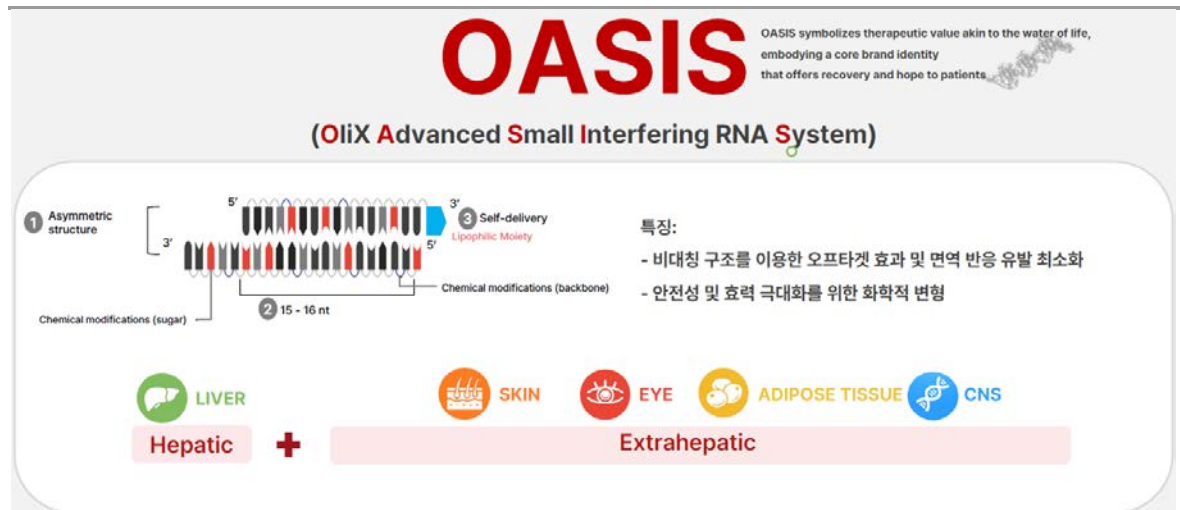 OASIS
OASIS symbolizes therapeutic value akin to the water of life,
embodying a core brand identity
that offers recovery and hope to patients
(OliX Advanced Small Interfering RNA System)
1 Asymmetric
structure
5′
3′
3′
5′
3 Self-delivery
Lipophilic Moiety
Chemical modifications (backbone)
2 15 - 16 nt
Chemical modifications (sugar)
특징:
- 비대칭 구조를 이용한 오프타겟 효과 및 면역 반응 유발 최소화
- 안전성 및 효력 극대화를 위한 화학적 변형
LIVER
SKIN
EYE
ADIPOSE TISSUE
CNS
Hepatic
+
Extrahepatic